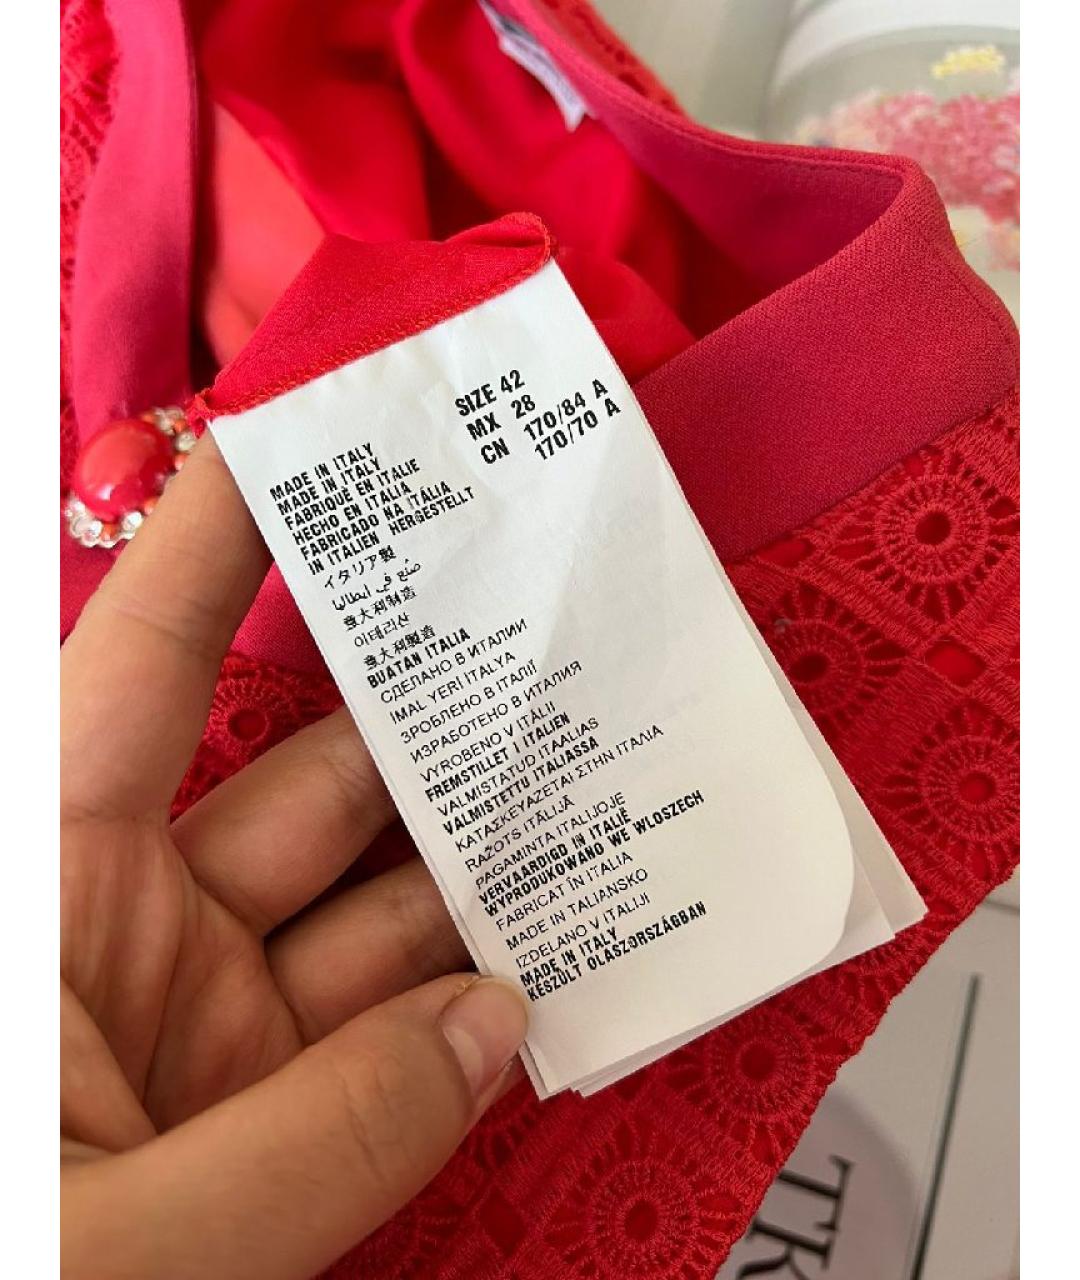 SIZE 42
MX 28
CN 170/84 A
170/70 A
MADE IN ITALY
MADE IN ITALY
FABRIQUÉ EN ITALIE
HECHO EN ITALIA
FABRICADO NA ITÁLIA
IN ITALIEN HERGESTELLT
イタリア製
صنع في ايطاليا
意大利制造
이태리산
意大利製造
BUATAN ITALIA
СДЕЛАНО В ИТАЛИИ
IMAL YERİ ITALYA
ЗРОБЛЕНО В ІТАЛІЇ
ИЗРАБОТЕНО В ИТАЛИЯ
VYROBENO V ITÁLII
FREMSTILLET I ITALIEN
VALMISTATUD ITAALIAS
VALMISTETTU ITALIASSA
ΚΑΤΑΣΚΕΥΑΖΕΤΑΙ ΣΤΗΝ ΙΤΑΛΙΑ
RAŽOTS ITĀLIJĀ
PAGAMINTA ITALIJOJE
VERVAARDIGD IN ITALIË
WYPRODUKOWANO WE WLOSZECH
FABRICAT ÎN ITALIA
MADE IN TALIANSKO
IZDELANO V ITALIJI
MADE IN ITALY
KÉSZÜLT OLASZORSZÁGBAN
TK